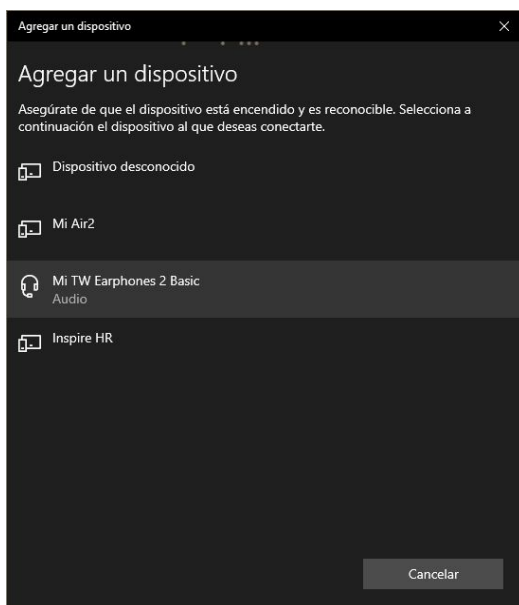 Agregar un dispositivo
Agregar un dispositivo
Asegúrate de que el dispositivo está encendido y es reconocible. Selecciona a
continuación el dispositivo al que deseas conectarte.
Dispositivo desconocido
Mi Air2
Mi TW Earphones 2 Basic
Audio
Inspire HR
Cancelar